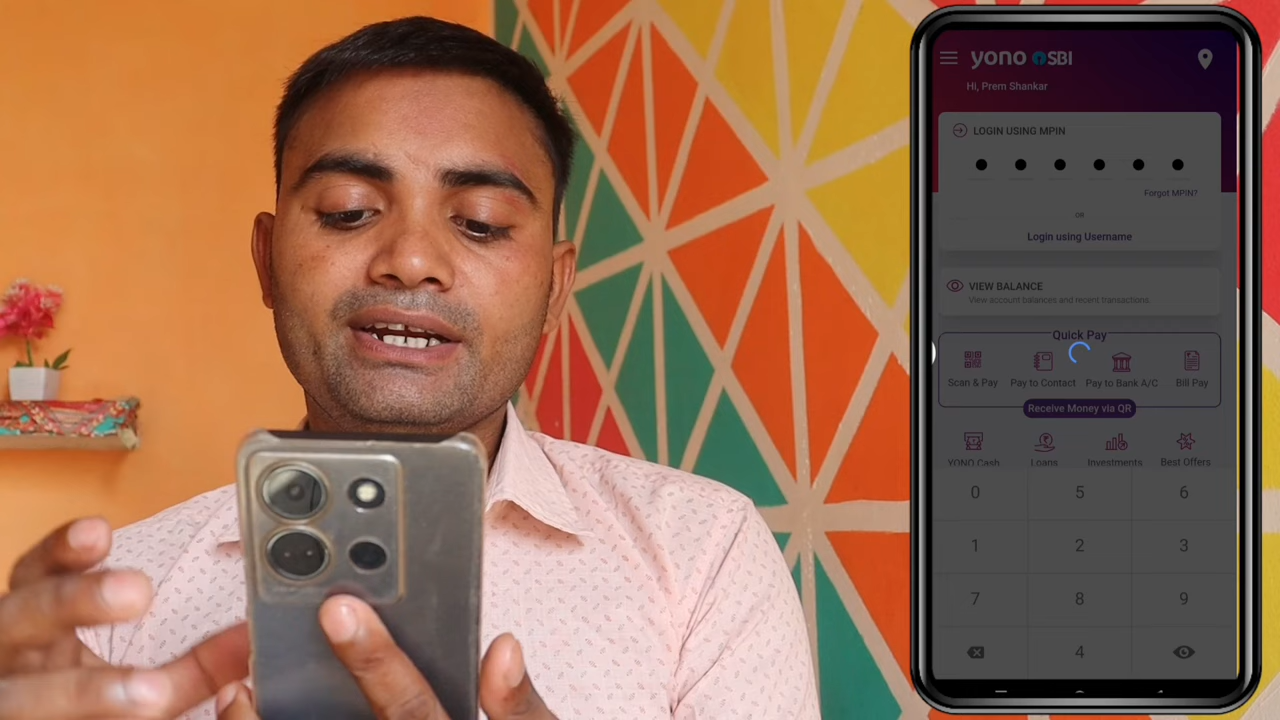 yono SBI
Hi, Prem Shankar
LOGIN USING MPIN
Forgot MPIN?
OR
Login using Username
VIEW BALANCE
View account balances and recent transactions
Quick Pay
Scan & Pay Pay to Contact Pay to Bank A/C Bill Pay
Receive Money via QR
YONO Cash Loans Investments Best Offers
0 5 6
1 2 3
7 8 9
4